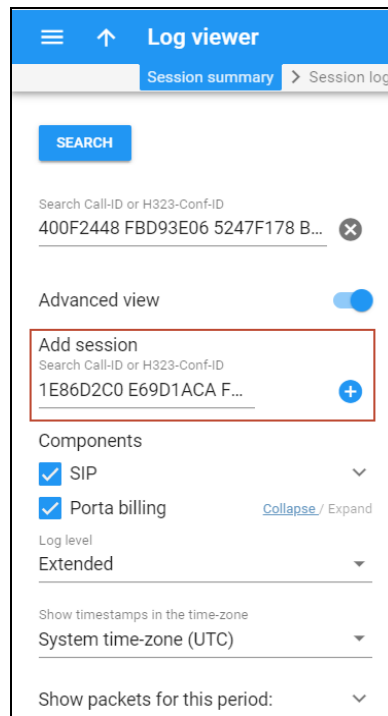 Log viewer
Session summary > Session log
SEARCH
Search Call-ID or H323-Conf-ID
400F2448 FBD93E06 5247F178 B...
Advanced view
Add session
Search Call-ID or H323-Conf-ID
1E86D2C0 E69D1ACA F...
Components
SIP
Porta billing Collapse / Expand
Log level
Extended
Show timestamps in the time-zone
System time-zone (UTC)
Show packets for this period: